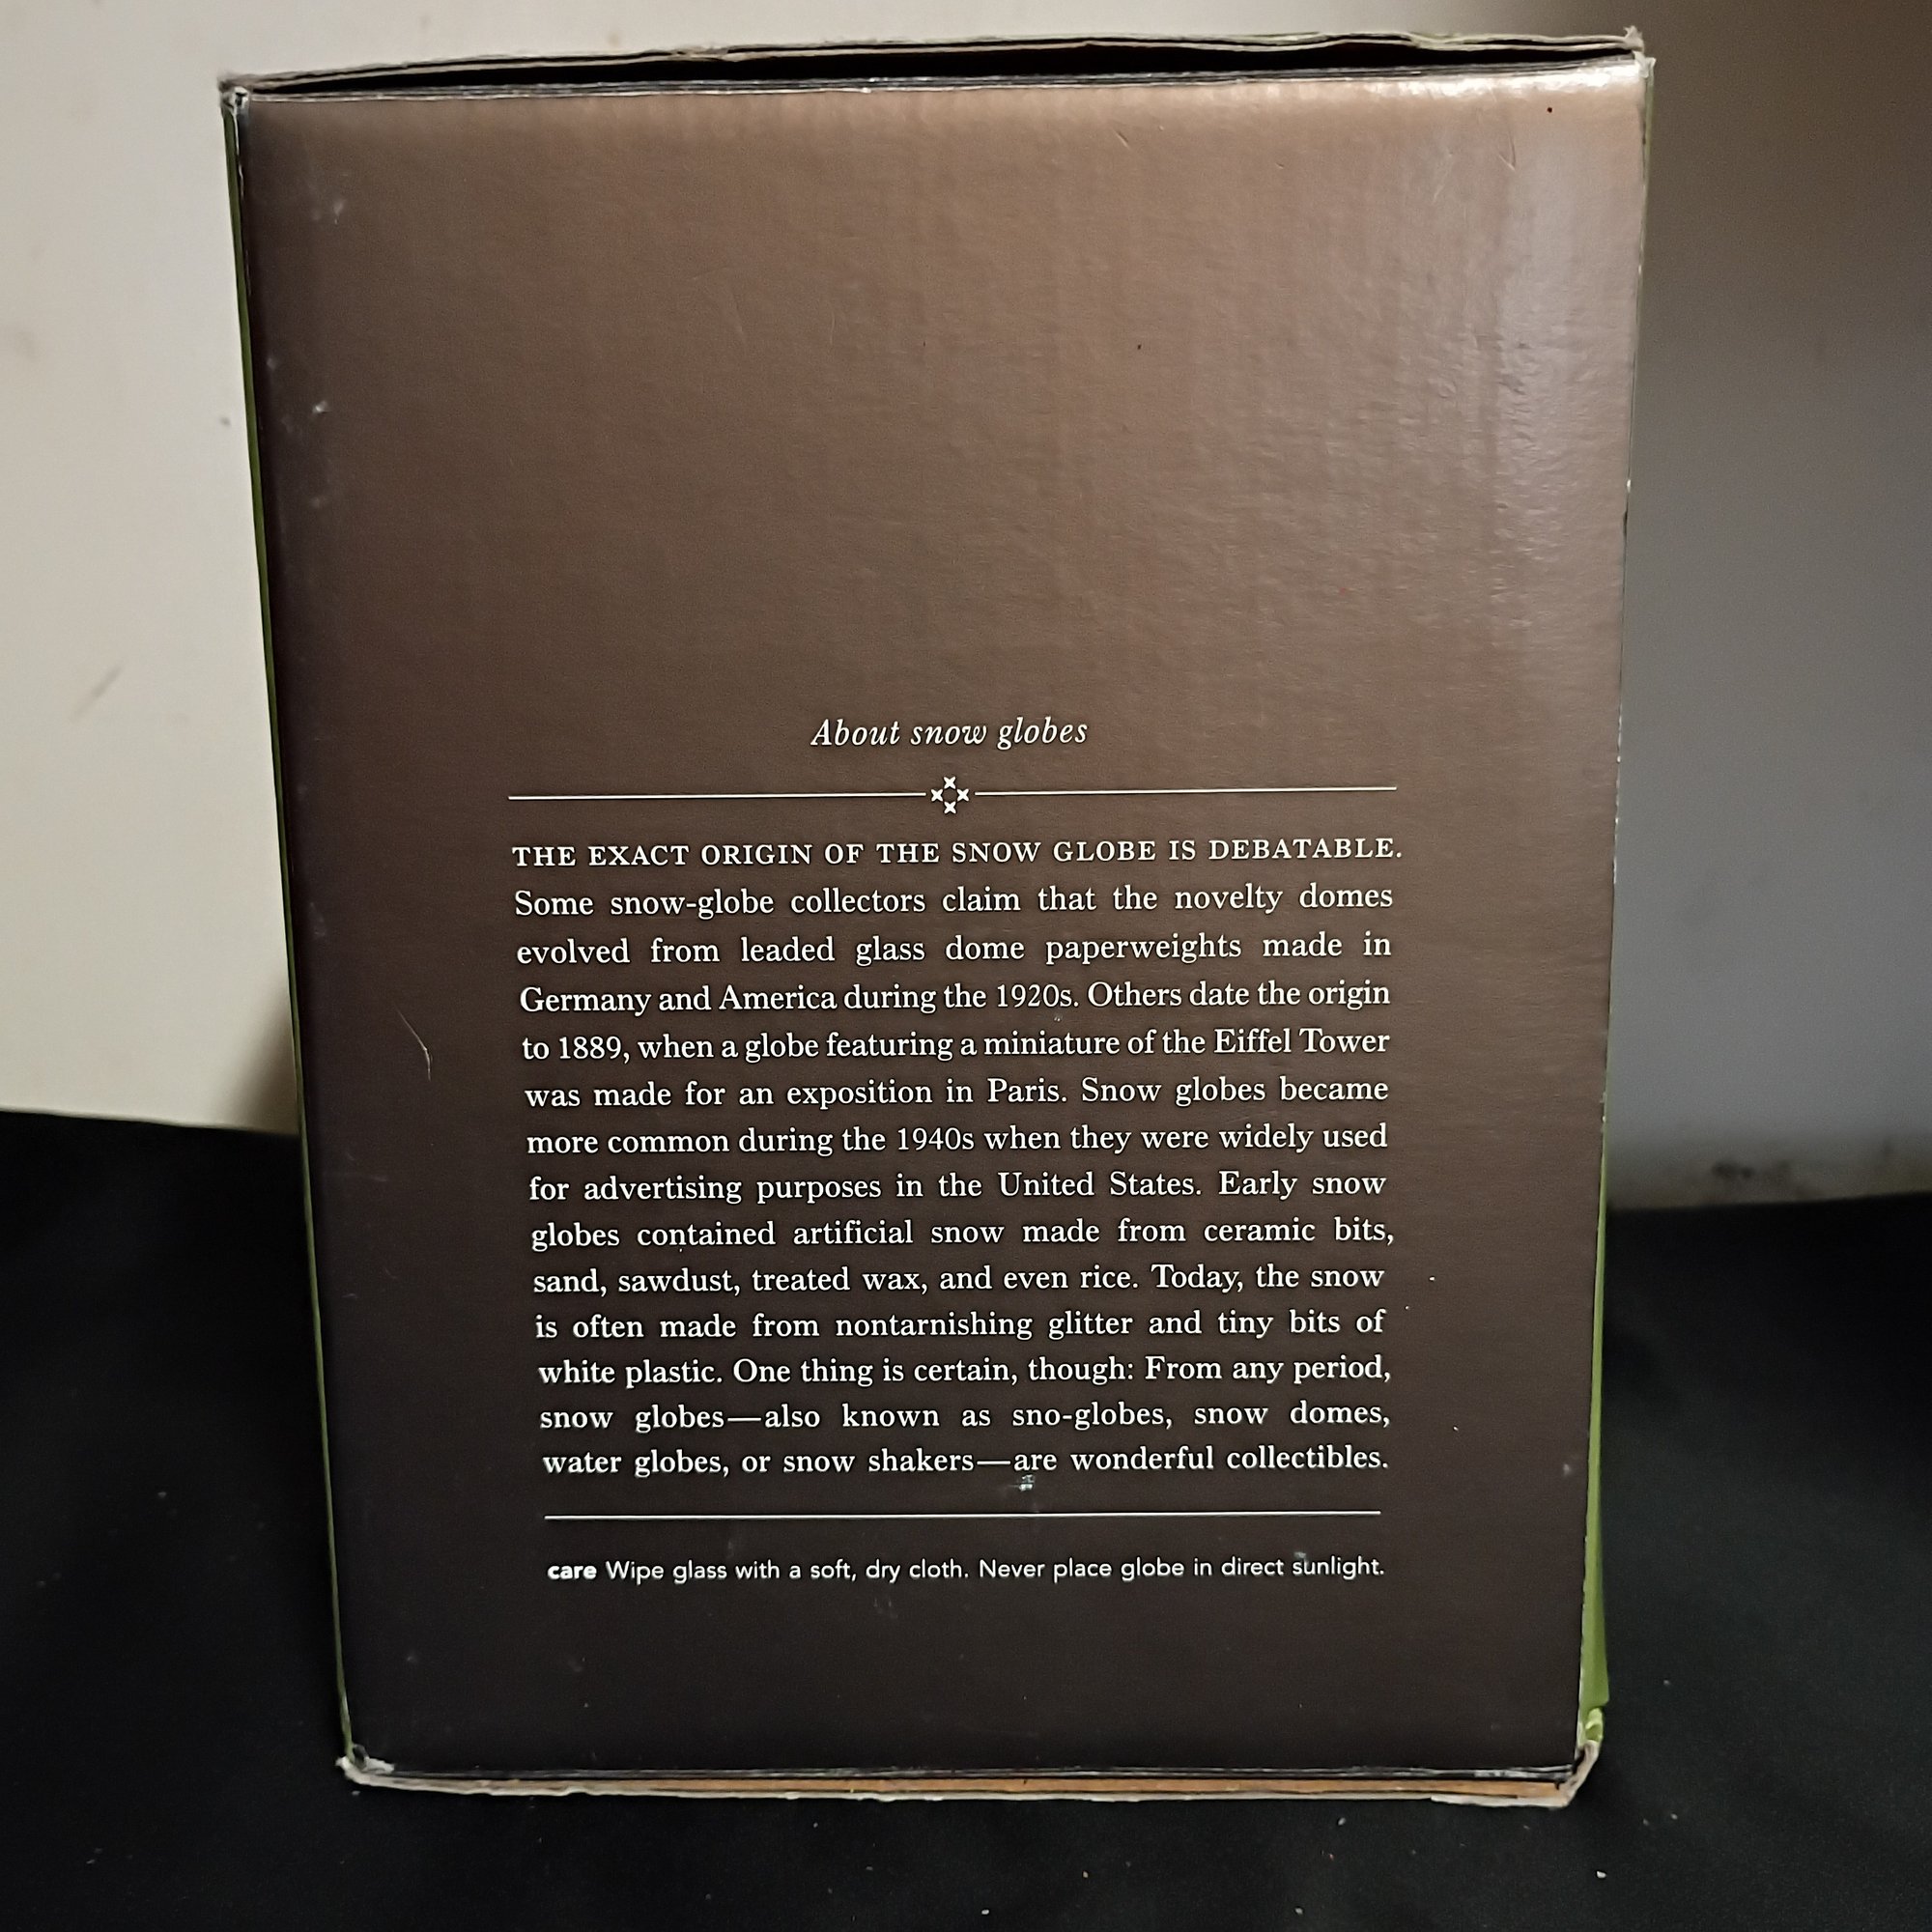 About snow globes
THE EXACT ORIGIN OF THE SNOW GLOBE IS DEBATABLE.
Some snow-globe collectors claim that the novelty domes
evolved from leaded glass dome paperweights made in
Germany and America during the 1920s. Others date the origin
to 1889, when a globe featuring a miniature of the Eiffel Tower
was made for an exposition in Paris. Snow globes became
more common during the 1940s when they were widely used
for advertising purposes in the United States. Early snow
globes contained artificial snow made from ceramic bits,
sand, sawdust, treated wax, and even rice. Today, the snow
is often made from nontarnishing glitter and tiny bits of
white plastic. One thing is certain, though: From any period,
snow globes—also known as sno-globes, snow domes,
water globes, or snow shakers—are wonderful collectibles.
care Wipe glass with a soft, dry cloth. Never place globe in direct sunlight.